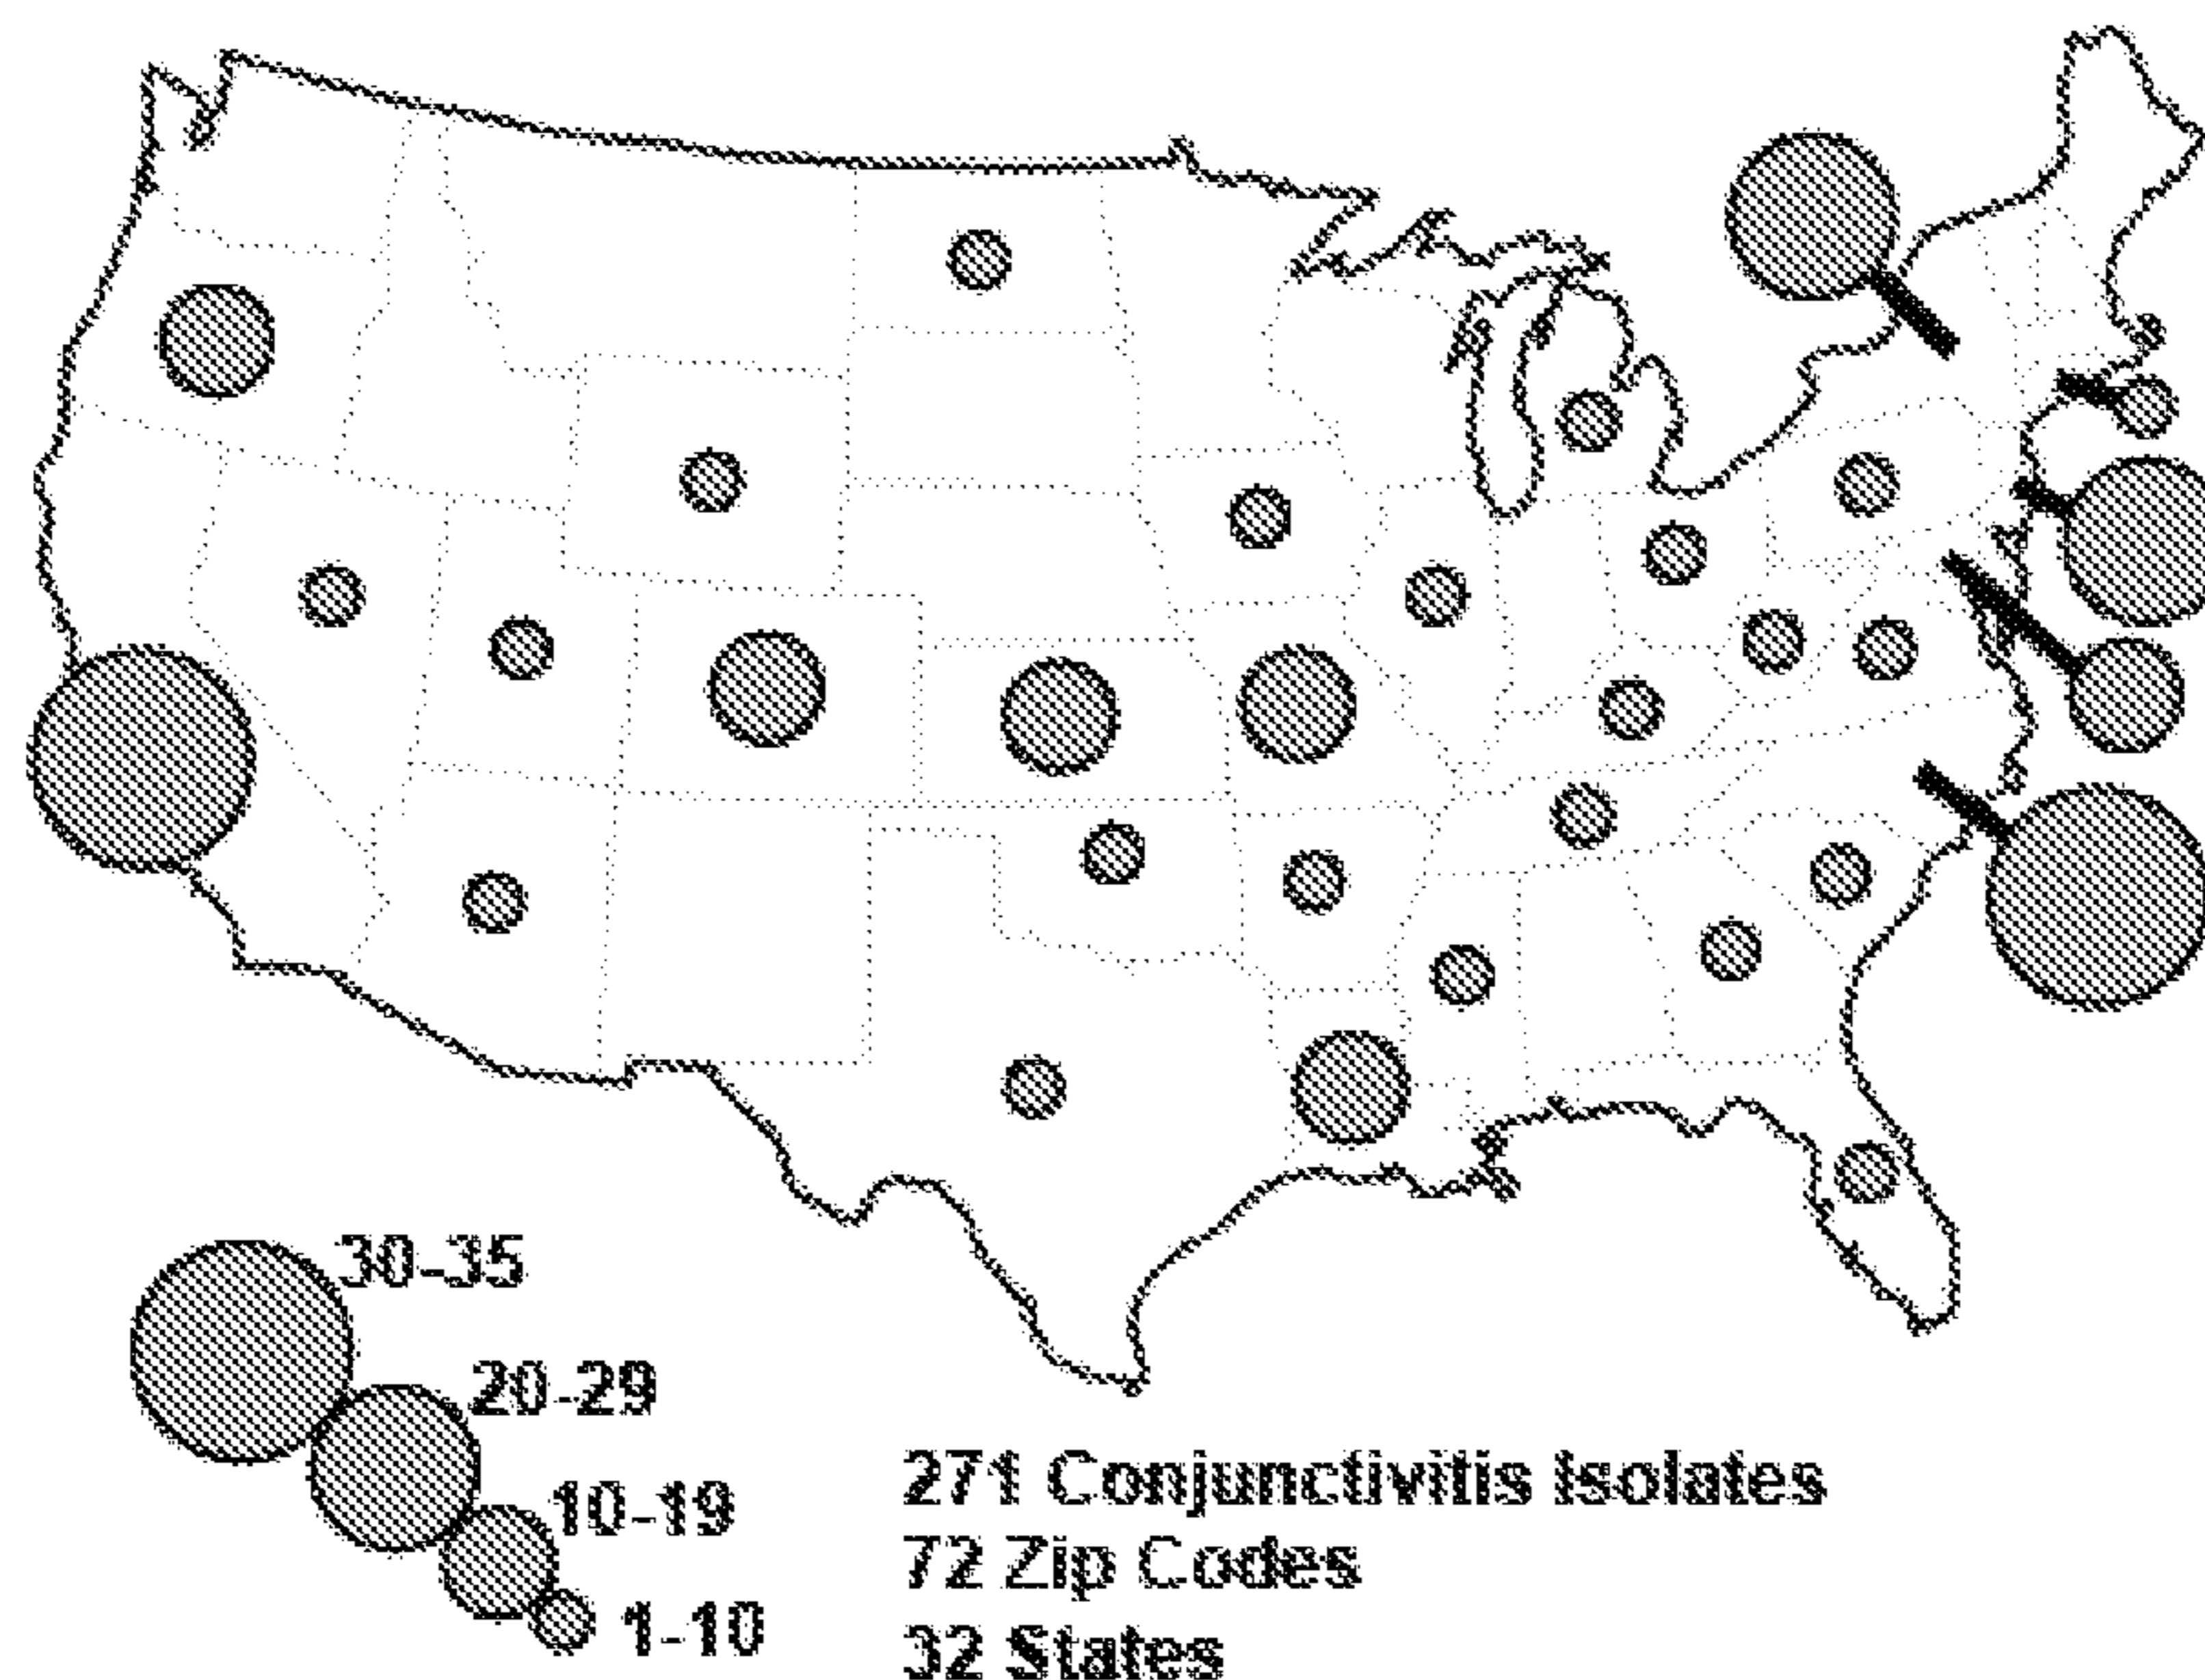 30-35
20-29
10-19
1-10
271 Conjunctivitis Isolates
72 Zip Codes
32 States